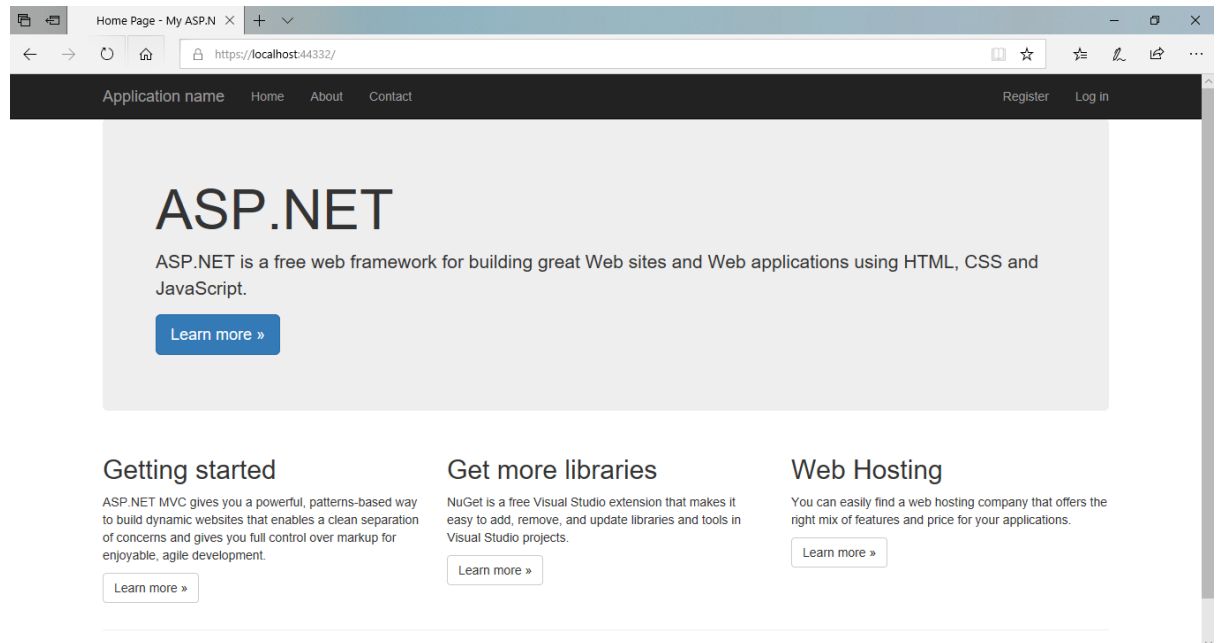 Home Page - My ASP.N
https://localhost:44332/
Application name Home About Contact Register Log in
ASP.NET
ASP.NET is a free web framework for building great Web sites and Web applications using HTML, CSS and
JavaScript.
Learn more »
Getting started
ASP.NET MVC gives you a powerful, patterns-based way
to build dynamic websites that enables a clean separation
of concerns and gives you full control over markup for
enjoyable, agile development.
Learn more »
Get more libraries
NuGet is a free Visual Studio extension that makes it
easy to add, remove, and update libraries and tools in
Visual Studio projects.
Learn more »
Web Hosting
You can easily find a web hosting company that offers the
right mix of features and price for your applications.
Learn more »